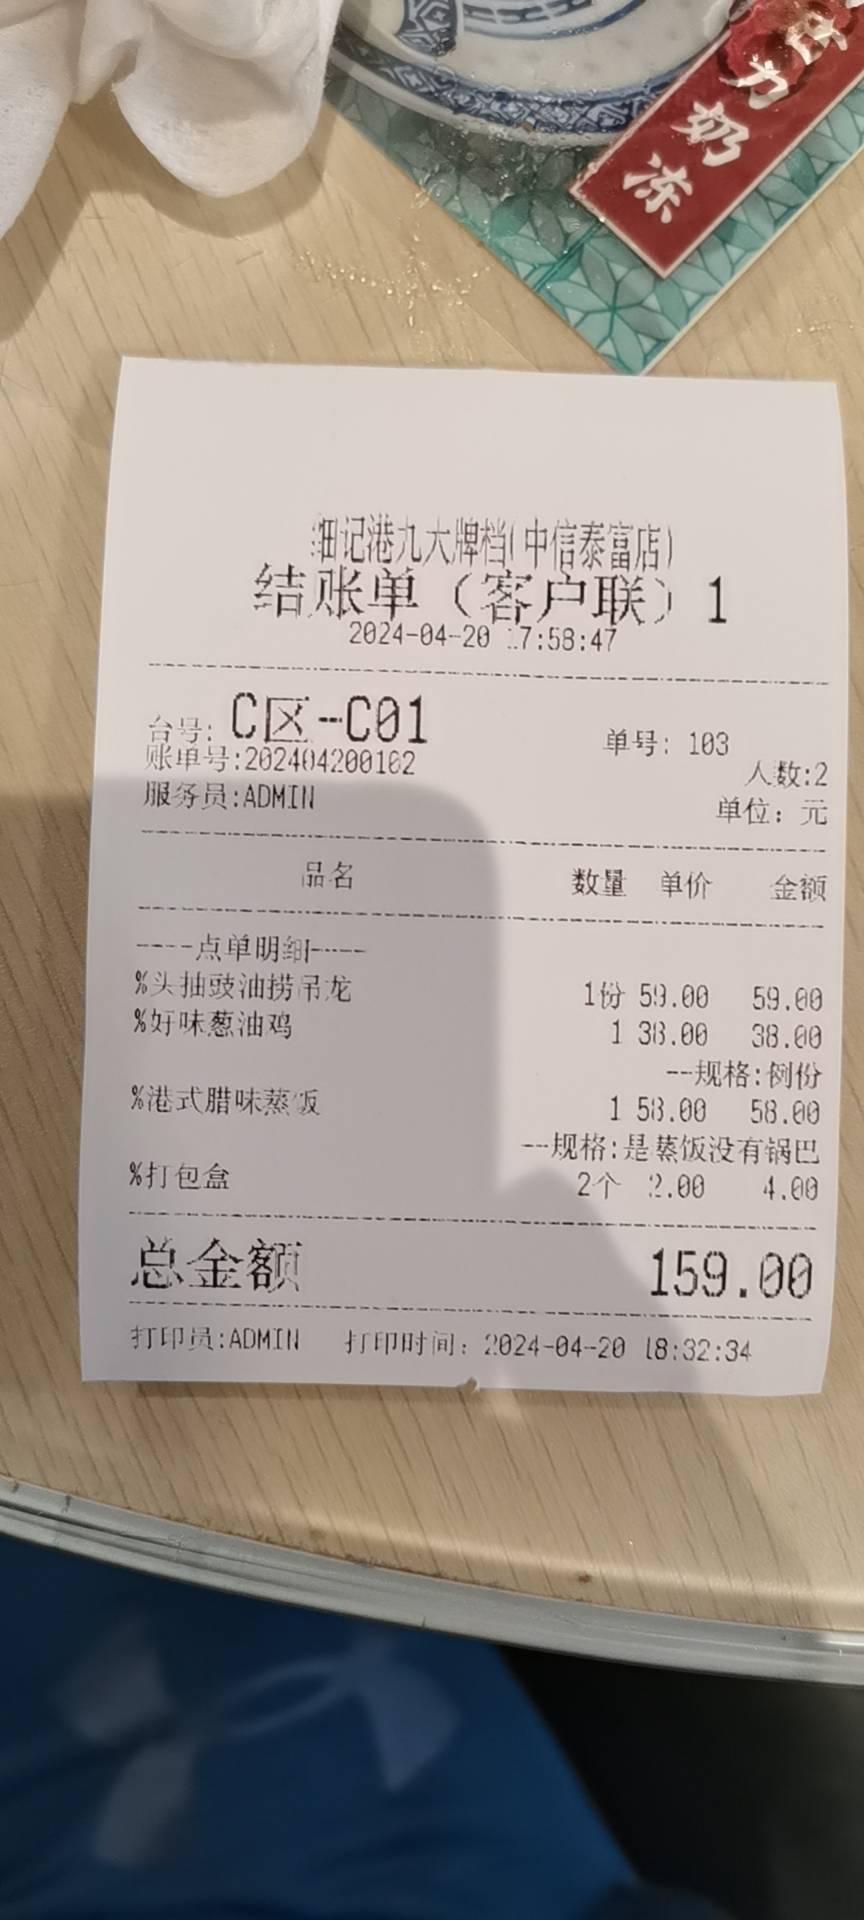 力奶冻
细记港九大牌档(中信泰富店)
结账单（客户联）1
2024-04-20 17:58:47
台号: C区-C01 单号: 103
账单号:202404200102 人数:2
服务员:ADMIN 单位: 元
品名 数量 单价 金额
----点单明细----
%头抽豉油捞吊龙 1份 59.00 59.00
%好味葱油鸡 1 38.00 38.00
--规格:例份
%港式腊味蒸饭 1 58.00 58.00
--规格:是蒸饭没有锅巴
%打包盒 2个 2.00 4.00
总金额 159.00
打印员:ADMIN 打印时间: 2024-04-20 18:32:34